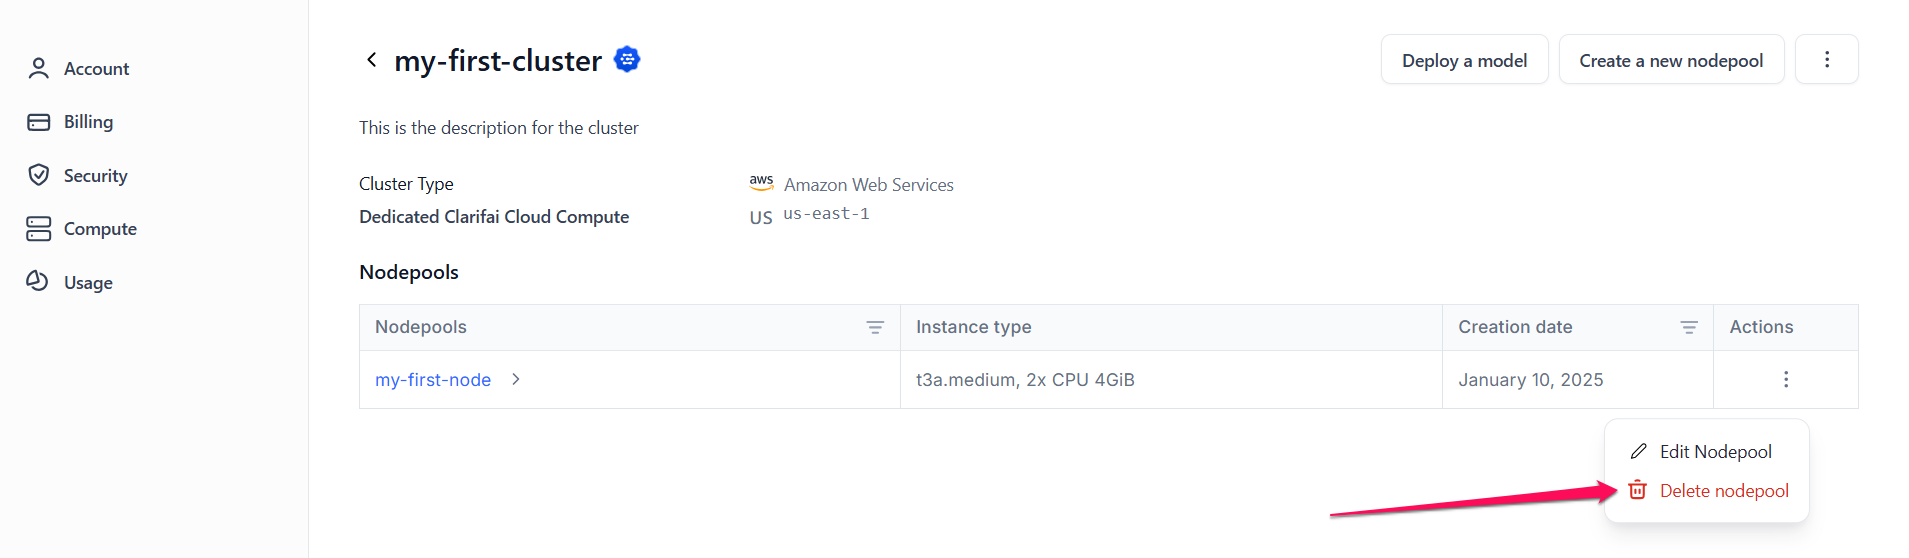 Account
Billing
Security
Compute
Usage
my-first-cluster
Deploy a model
Create a new nodepool
This is the description for the cluster
Cluster Type
Dedicated Clarifai Cloud Compute
aws Amazon Web Services
US us-east-1
Nodepools
Nodepools Instance type Creation date Actions
my-first-node t3a.medium, 2x CPU 4GiB January 10, 2025
Edit Nodepool
Delete nodepool